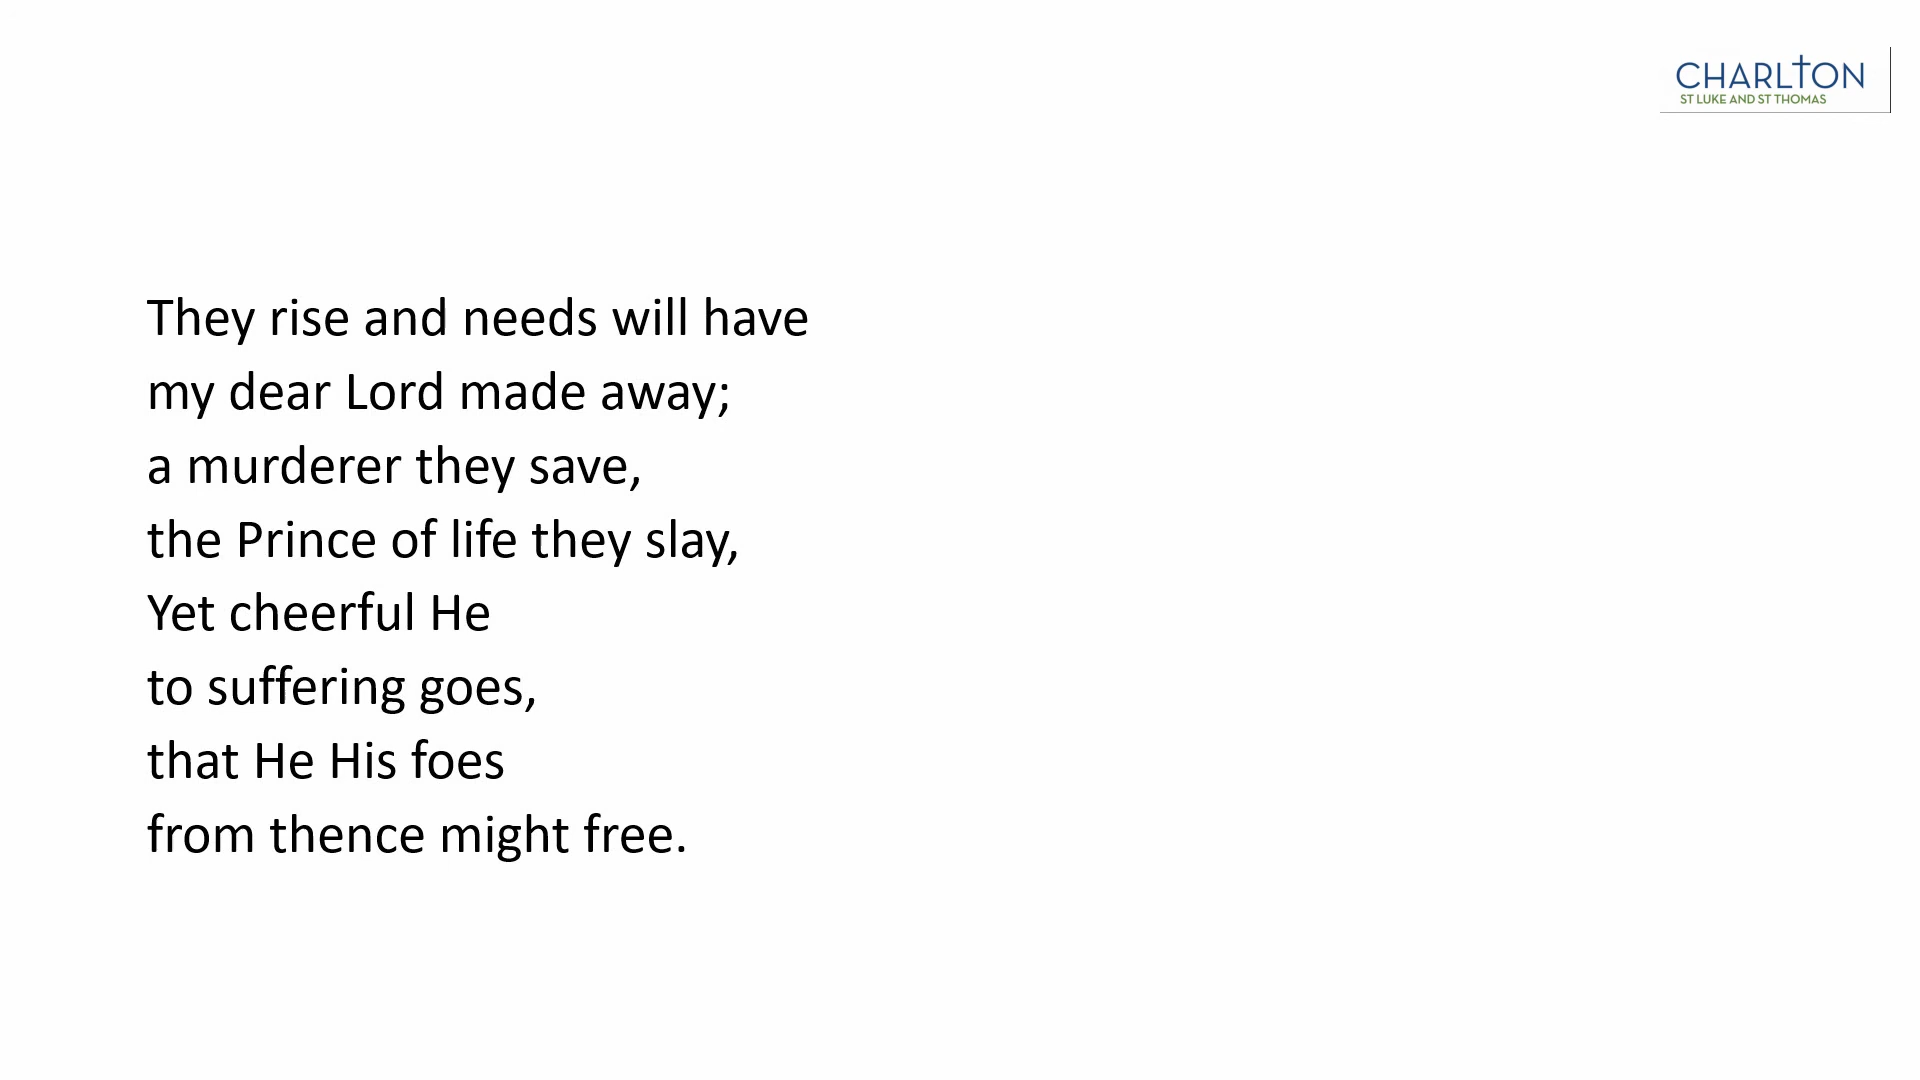 CHARLTON
ST LUKE AND ST THOMAS
They rise and needs will have
my dear Lord made away;
a murderer they save,
the Prince of life they slay,
Yet cheerful He
to suffering goes,
that He His foes
from thence might free.